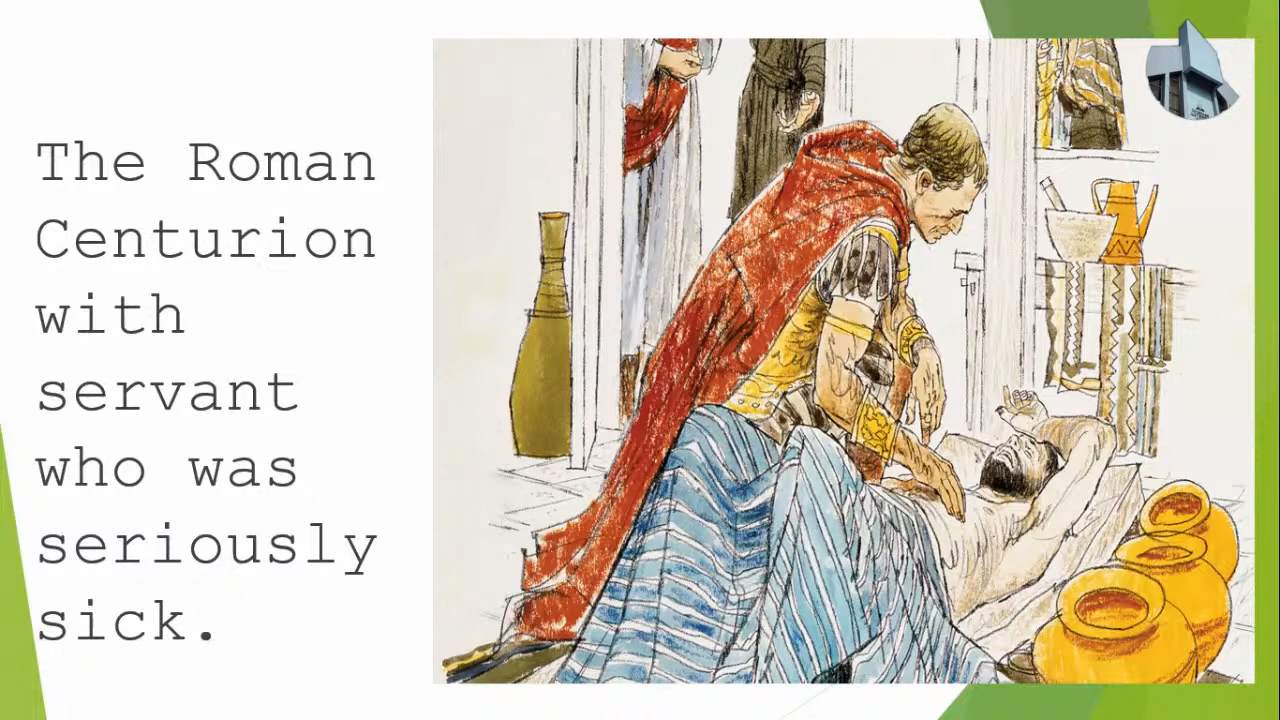 The Roman
Centurion
with
servant
who was
seriously
sick.